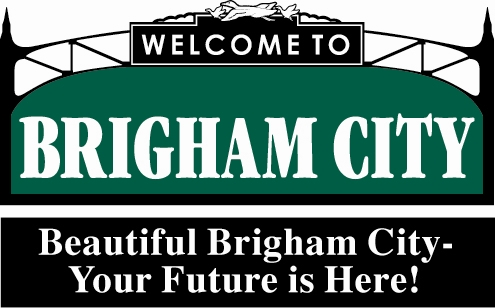 WELCOME TO
BRIGHAM CITY
Beautiful Brigham City-
Your Future is Here!